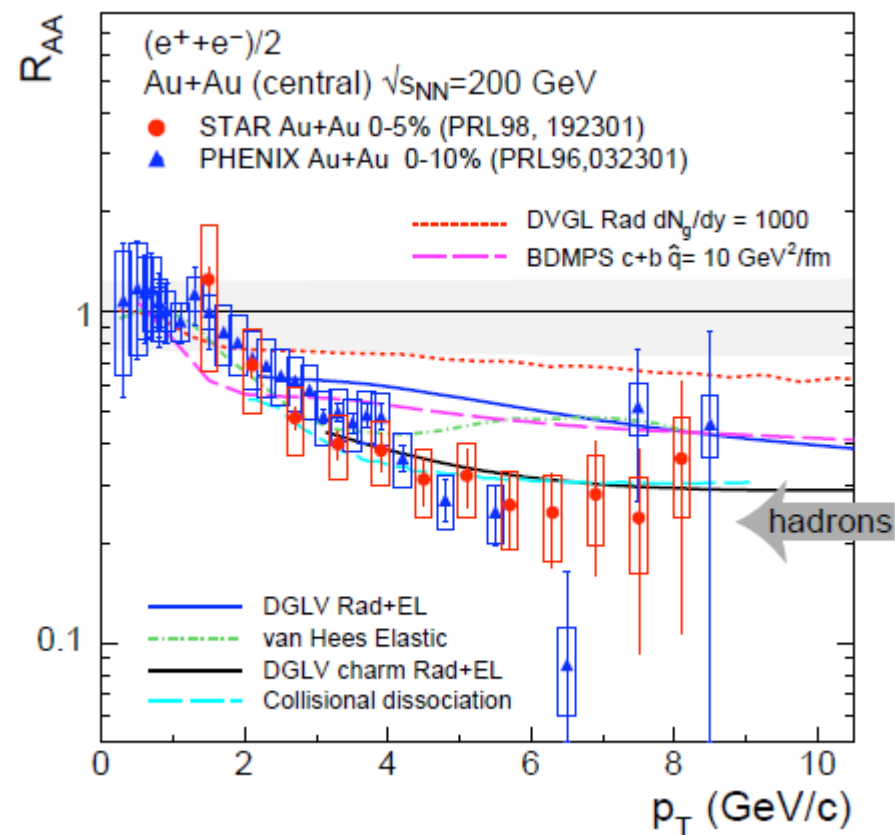 R_AA
(e⁺+e⁻)/2
Au+Au (central) √s_NN=200 GeV
STAR Au+Au 0-5% (PRL98, 192301)
PHENIX Au+Au 0-10% (PRL96,032301)
DVGL Rad dN_g/dy = 1000
BDMPS c+b q̂= 10 GeV²/fm
1
hadrons
0.1
DGLV Rad+EL
van Hees Elastic
DGLV charm Rad+EL
Collisional dissociation
0 2 4 6 8 10
p_T (GeV/c)